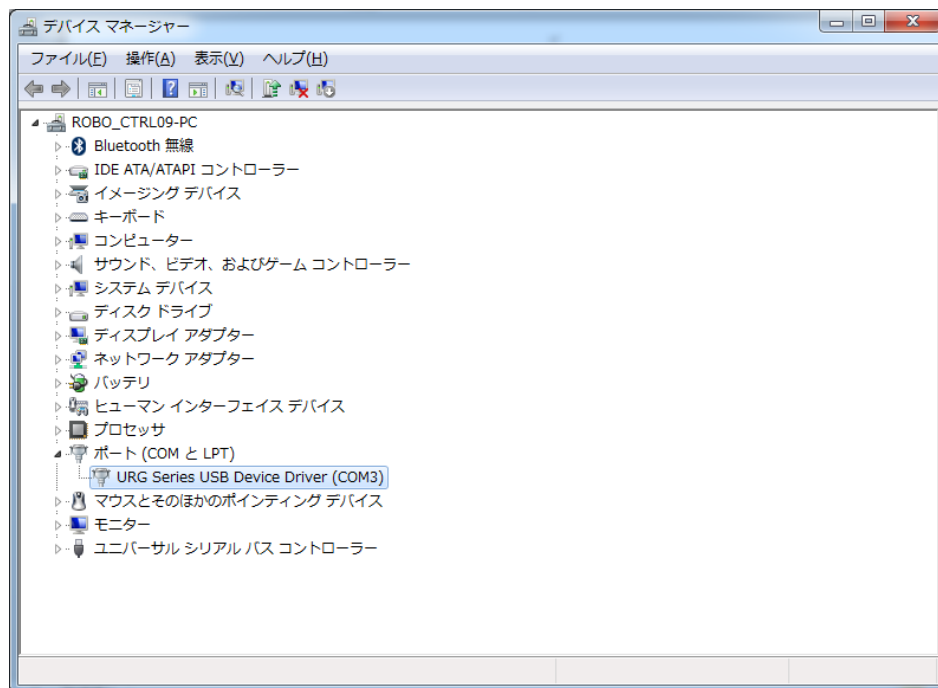 デバイス マネージャー
ファイル(F) 操作(A) 表示(V) ヘルプ(H)
ROBO_CTRL09-PC
Bluetooth 無線
IDE ATA/ATAPI コントローラー
イメージング デバイス
キーボード
コンピューター
サウンド、ビデオ、およびゲーム コントローラー
システム デバイス
ディスク ドライブ
ディスプレイ アダプター
ネットワーク アダプター
バッテリ
ヒューマン インターフェイス デバイス
プロセッサ
ポート (COM と LPT)
URG Series USB Device Driver (COM3)
マウスとそのほかのポインティング デバイス
モニター
ユニバーサル シリアル バス コントローラー